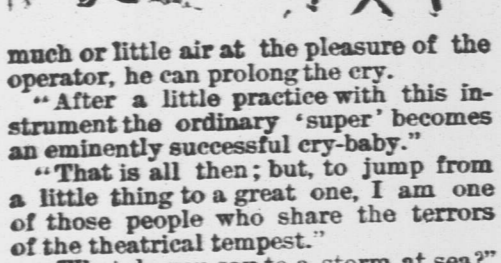 much or little air at the pleasure of the
operator, he can prolong the cry.
"After a little practice with this in-
strument the ordinary 'super' becomes
an eminently successful cry-baby."
"That is all then; but, to jump from
a little thing to a great one, I am one
of those people who share the terrors
of the theatrical tempest."
storm at sea?"